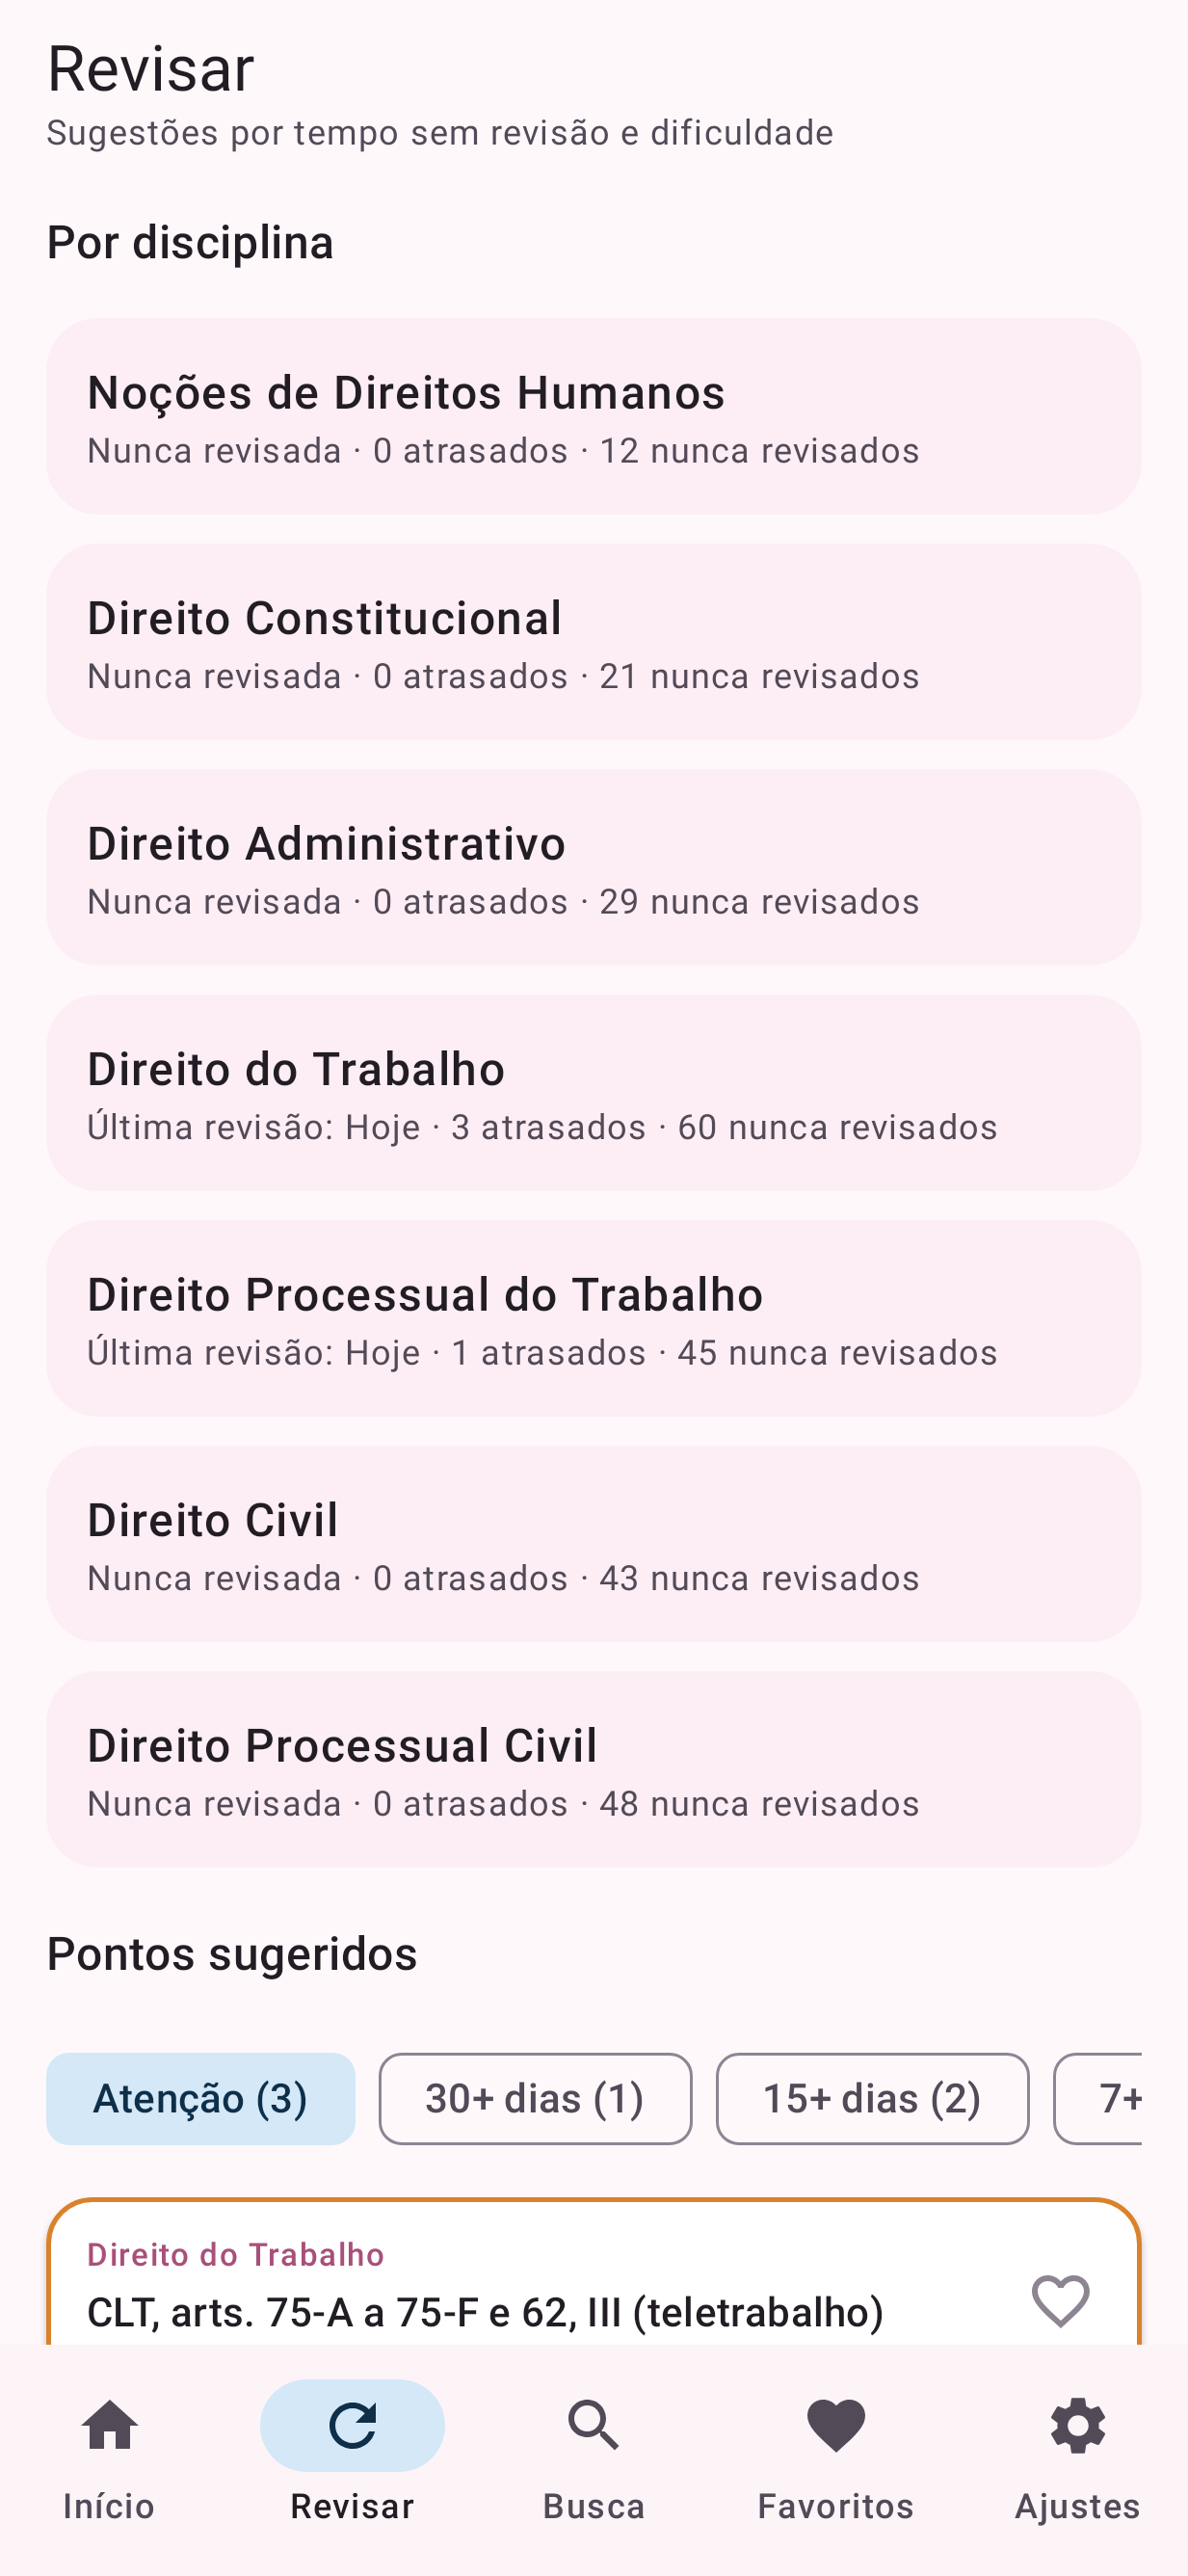 Revisar
Sugestões por tempo sem revisão e dificuldade
Por disciplina
Noções de Direitos Humanos
Nunca revisada · 0 atrasados · 12 nunca revisados
Direito Constitucional
Nunca revisada · 0 atrasados · 21 nunca revisados
Direito Administrativo
Nunca revisada · 0 atrasados · 29 nunca revisados
Direito do Trabalho
Última revisão: Hoje · 3 atrasados · 60 nunca revisados
Direito Processual do Trabalho
Última revisão: Hoje · 1 atrasados · 45 nunca revisados
Direito Civil
Nunca revisada · 0 atrasados · 43 nunca revisados
Direito Processual Civil
Nunca revisada · 0 atrasados · 48 nunca revisados
Pontos sugeridos
Atenção (3) 30+ dias (1) 15+ dias (2) 7+
Direito do Trabalho
CLT, arts. 75-A a 75-F e 62, III (teletrabalho)
Início Revisar Busca Favoritos Ajustes